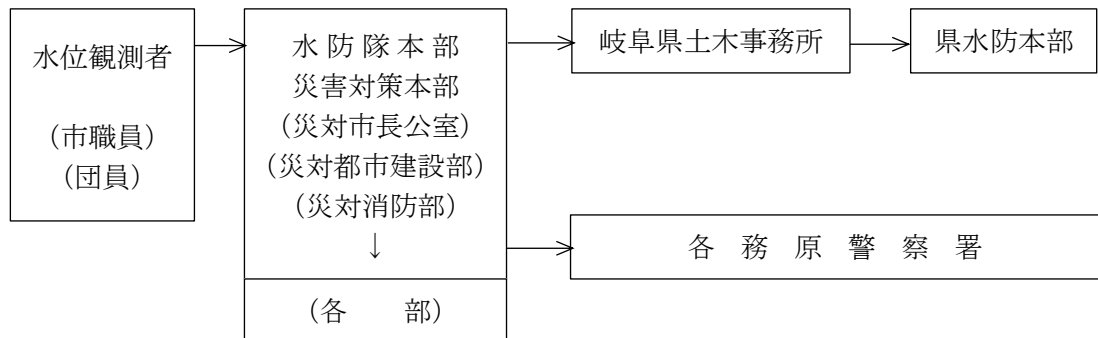 水位観測者
(市職員)
(団員)
水防隊本部
災害対策本部
(災対市長公室)
(災対都市建設部)
(災対消防部)
↓
(各　　部)
岐阜県土木事務所
県水防本部
各務原警察署